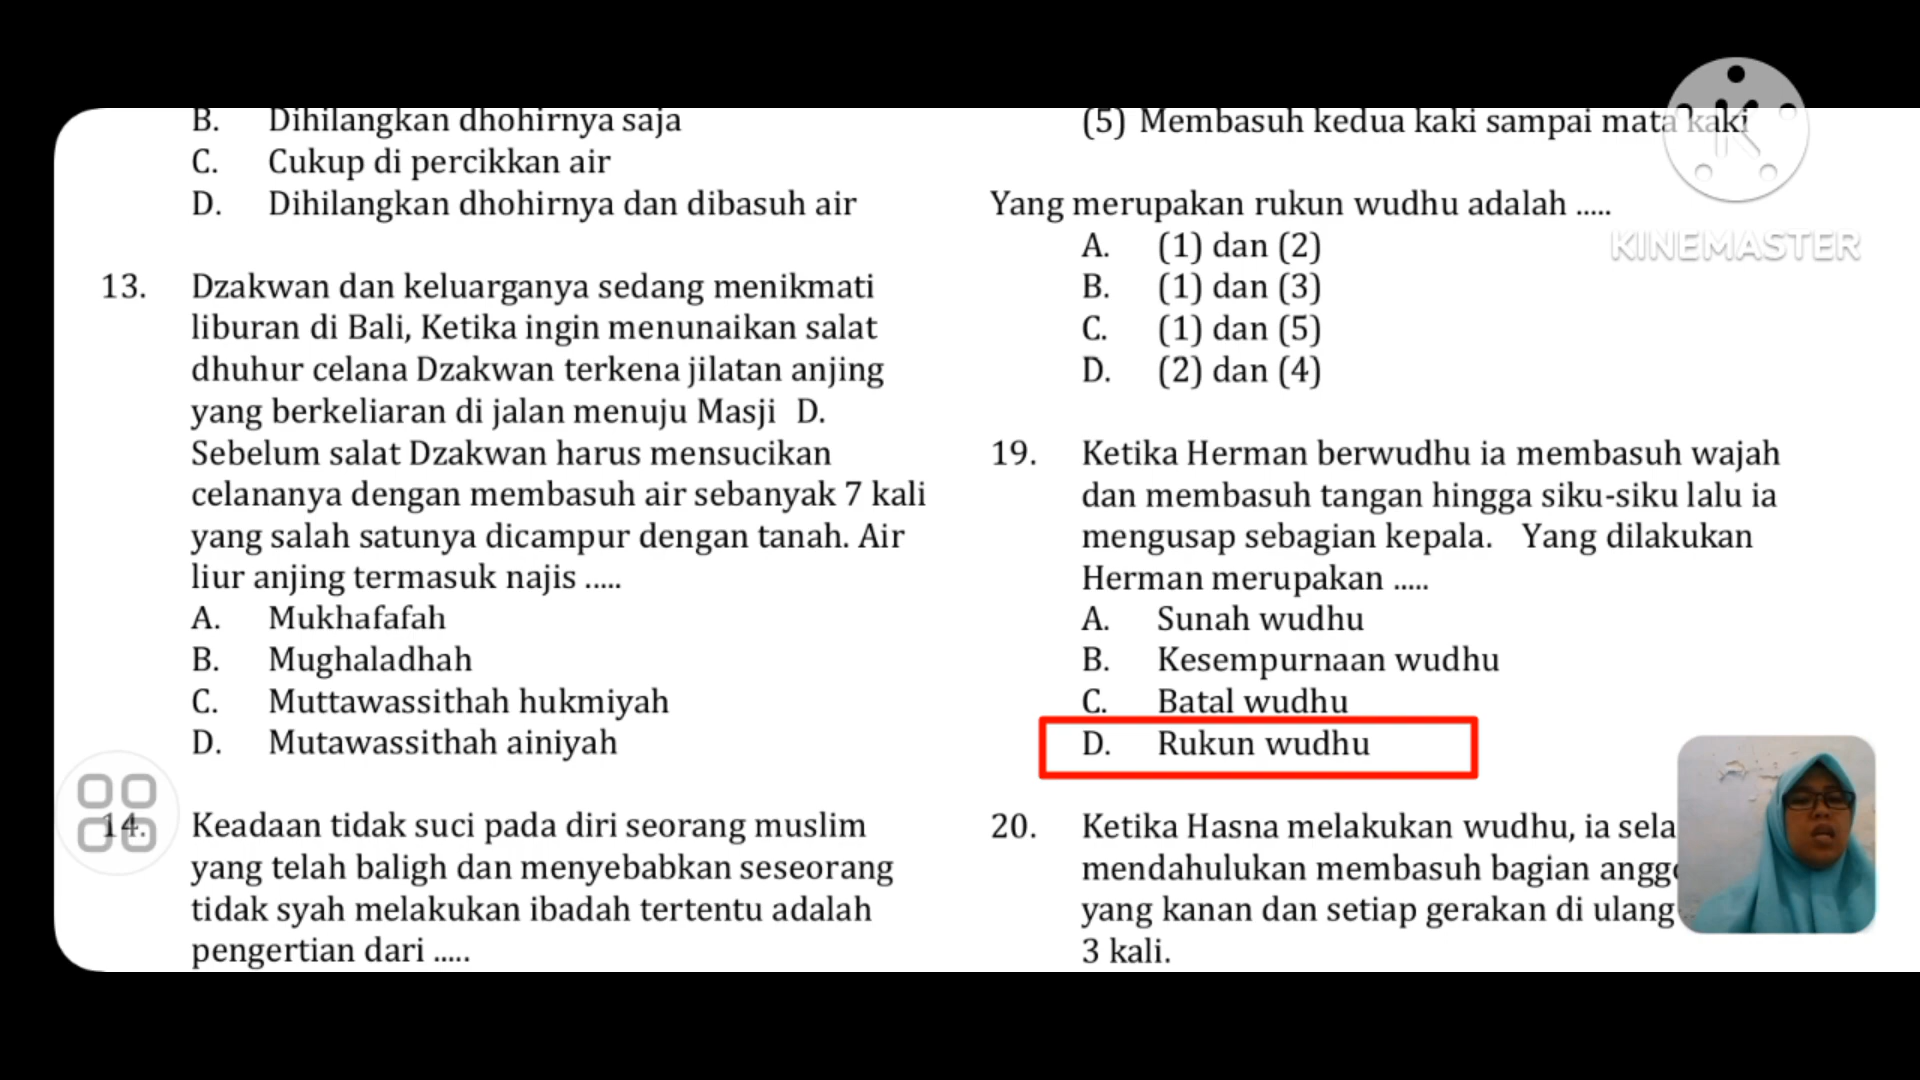 B. Dihilangkan dhohirnya saja
C. Cukup di percikkan air
D. Dihilangkan dhohirnya dan dibasuh air
13. Dzakwan dan keluarganya sedang menikmati
liburan di Bali, Ketika ingin menunaikan salat
dhuhur celana Dzakwan terkena jilatan anjing
yang berkeliaran di jalan menuju Masji D.
Sebelum salat Dzakwan harus mensucikan
celananya dengan membasuh air sebanyak 7 kali
yang salah satunya dicampur dengan tanah. Air
liur anjing termasuk najis .....
A. Mukhafafah
B. Mughaladhah
C. Muttawassithah hukmiyah
D. Mutawassithah ainiyah
14. Keadaan tidak suci pada diri seorang muslim
yang telah baligh dan menyebabkan seseorang
tidak syah melakukan ibadah tertentu adalah
pengertian dari .....
(5) Membasuh kedua kaki sampai mata kaki
Yang merupakan rukun wudhu adalah .....
A. (1) dan (2)
B. (1) dan (3)
C. (1) dan (5)
D. (2) dan (4)
19. Ketika Herman berwudhu ia membasuh wajah
dan membasuh tangan hingga siku-siku lalu ia
mengusap sebagian kepala. Yang dilakukan
Herman merupakan .....
A. Sunah wudhu
B. Kesempurnaan wudhu
C. Batal wudhu
D. Rukun wudhu
20. Ketika Hasna melakukan wudhu, ia sela
mendahulukan membasuh bagian angg
yang kanan dan setiap gerakan di ulang
3 kali.
K
KINEMASTER